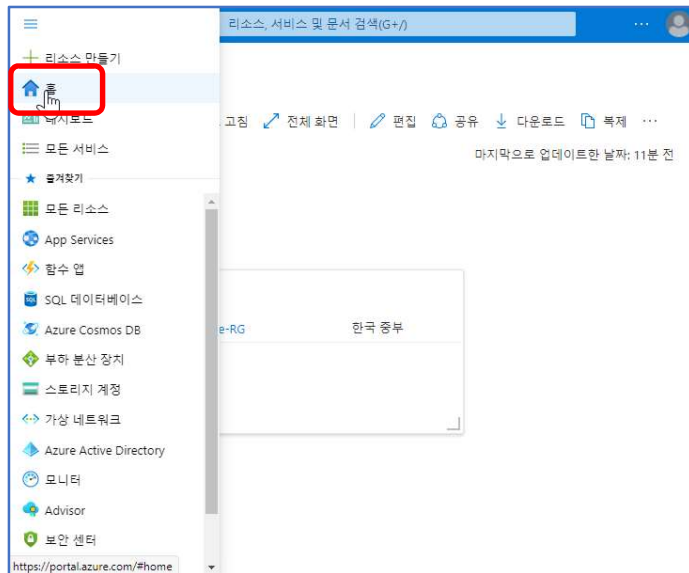 리소스, 서비스 및 문서 검색(G+/)
···
리소스 만들기
홈
대시보드
고침 전체 화면 편집 공유 다운로드 복제 ···
모든 서비스
마지막으로 업데이트한 날짜: 11분 전
즐겨찾기
모든 리소스
App Services
함수 앱
SQL 데이터베이스
Azure Cosmos DB
e-RG 한국 중부
부하 분산 장치
스토리지 계정
가상 네트워크
Azure Active Directory
모니터
Advisor
보안 센터
https://portal.azure.com/#home